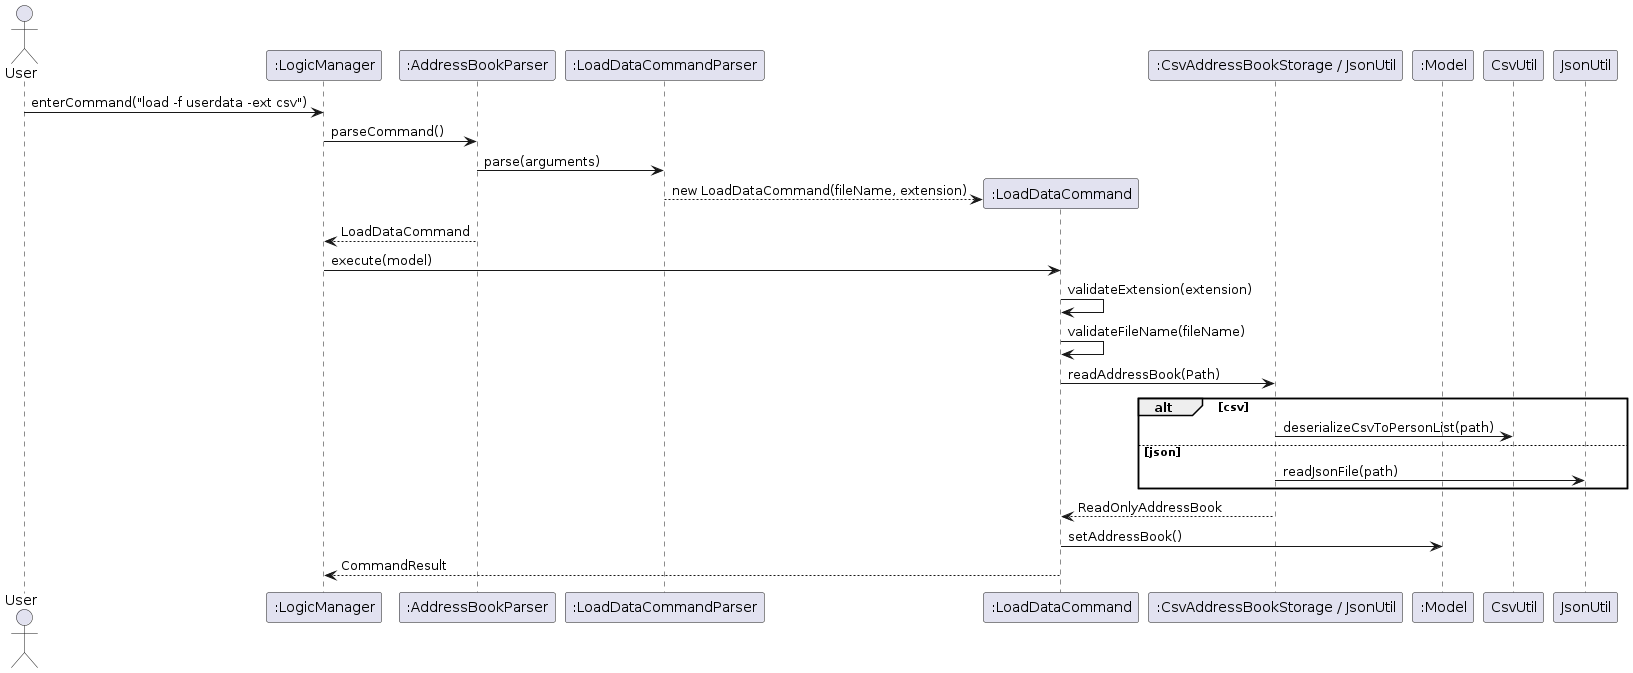 User
:LogicManager
:AddressBookParser
:LoadDataCommandParser
:CsvAddressBookStorage / JsonUtil
:Model
CsvUtil
JsonUtil
enterCommand("load -f userdata -ext csv")
parseCommand()
parse(arguments)
new LoadDataCommand(fileName, extension)
:LoadDataCommand
LoadDataCommand
execute(model)
validateExtension(extension)
validateFileName(fileName)
readAddressBook(Path)
alt
[csv]
deserializeCsvToPersonList(path)
[json]
readJsonFile(path)
ReadOnlyAddressBook
setAddressBook()
CommandResult
User
:LogicManager
:AddressBookParser
:LoadDataCommandParser
:LoadDataCommand
:CsvAddressBookStorage / JsonUtil
:Model
CsvUtil
JsonUtil